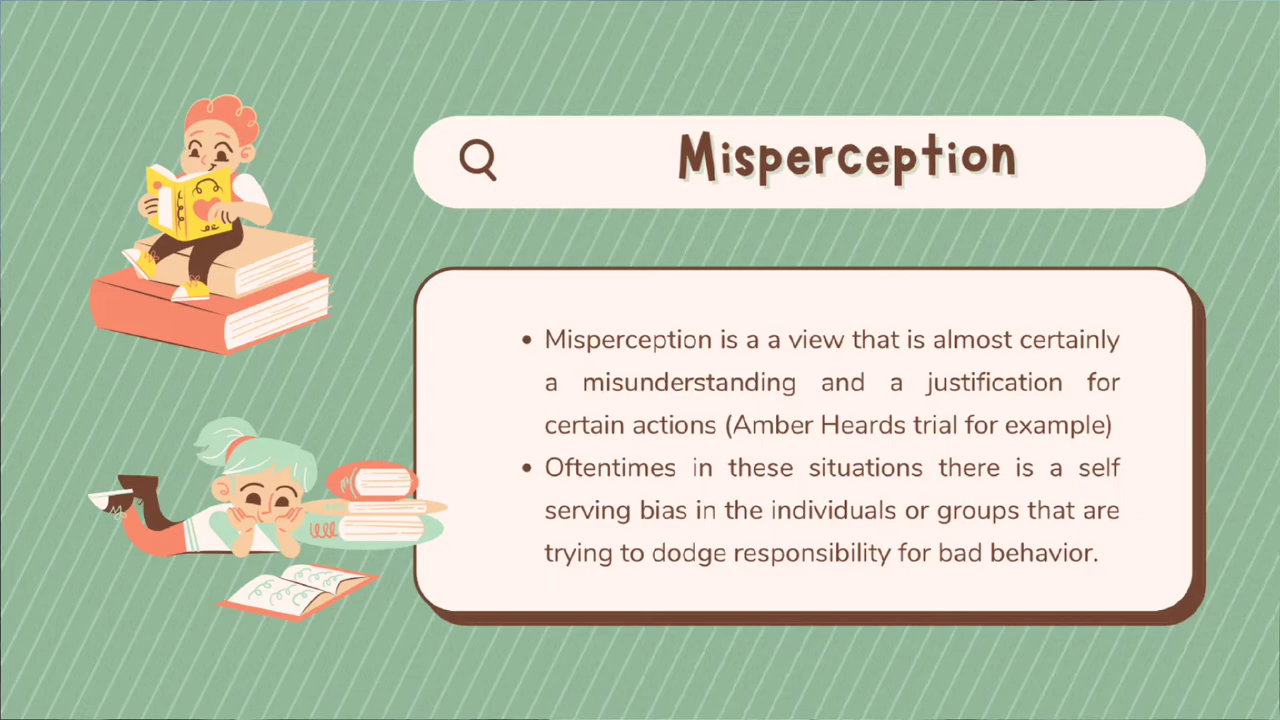 Misperception
• Misperception is a a view that is almost certainly
a misunderstanding and a justification for
certain actions (Amber Heards trial for example)
• Oftentimes in these situations there is a self
serving bias in the individuals or groups that are
trying to dodge responsibility for bad behavior.